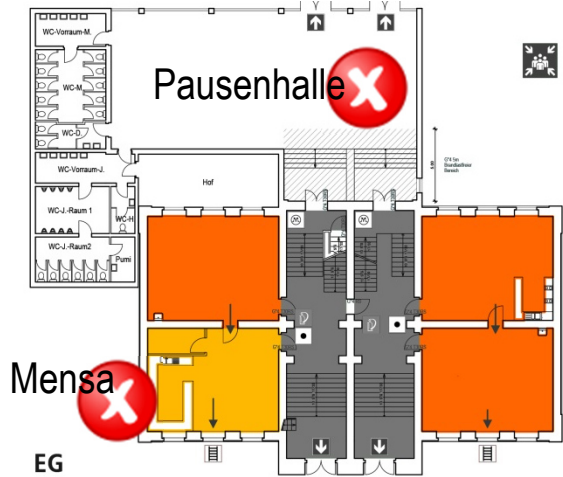 WC-Vorraum-M.
Pausenhalle
WC-M.
WC-D.
WC-Vorraum-J.
Hof
WC-J.-Raum 1
WC-H
WC-J.-Raum2
Pumi
Mensa
EG